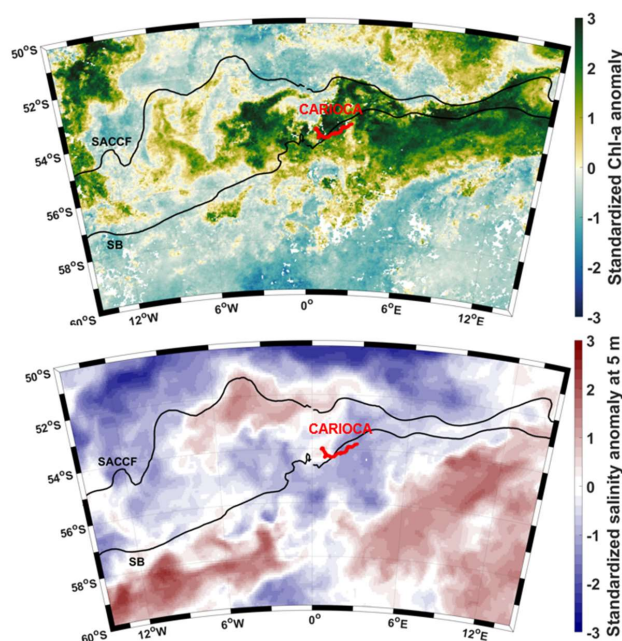 50°S
52°S
54°S
56°S
58°S
60°S
12°W
6°W
0°
6°E
12°E
SACCF
SB
CARIOCA
3
2
1
0
-1
-2
-3
Standardized Chl-a anomaly
50°S
52°S
54°S
56°S
58°S
60°S
12°W
6°W
0°
6°E
12°E
SACCF
SB
CARIOCA
3
2
1
0
-1
-2
-3
Standardized salinity anomaly at 5 m